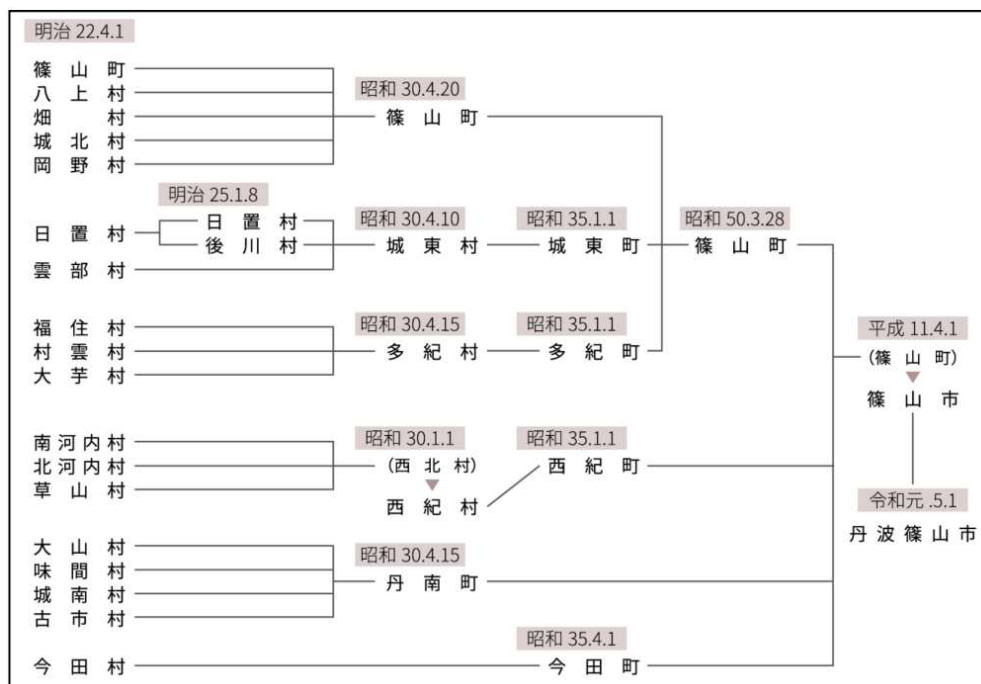 明治 22.4.1
篠山町
八上村
畑村
城北村
岡野村
昭和 30.4.20
篠山町
明治 25.1.8
日置村
日置村
後川村
雲部村
昭和 30.4.10
城東村
昭和 35.1.1
城東町
昭和 50.3.28
篠山町
福住村
村雲村
大芋村
昭和 30.4.15
多紀村
昭和 35.1.1
多紀町
平成 11.4.1
(篠山町)
篠山市
南河内村
北河内村
草山村
昭和 30.1.1
(西北村)
西紀村
昭和 35.1.1
西紀町
令和元 .5.1
丹波篠山市
大山村
味間村
城南村
古市村
昭和 30.4.15
丹南町
今田村
昭和 35.4.1
今田町